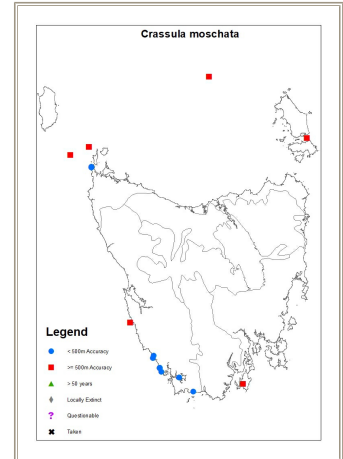 Crassula moschata
Legend
< 500m Accuracy
>= 500m Accuracy
> 50 years
Locally Extinct
Questionable
Taken